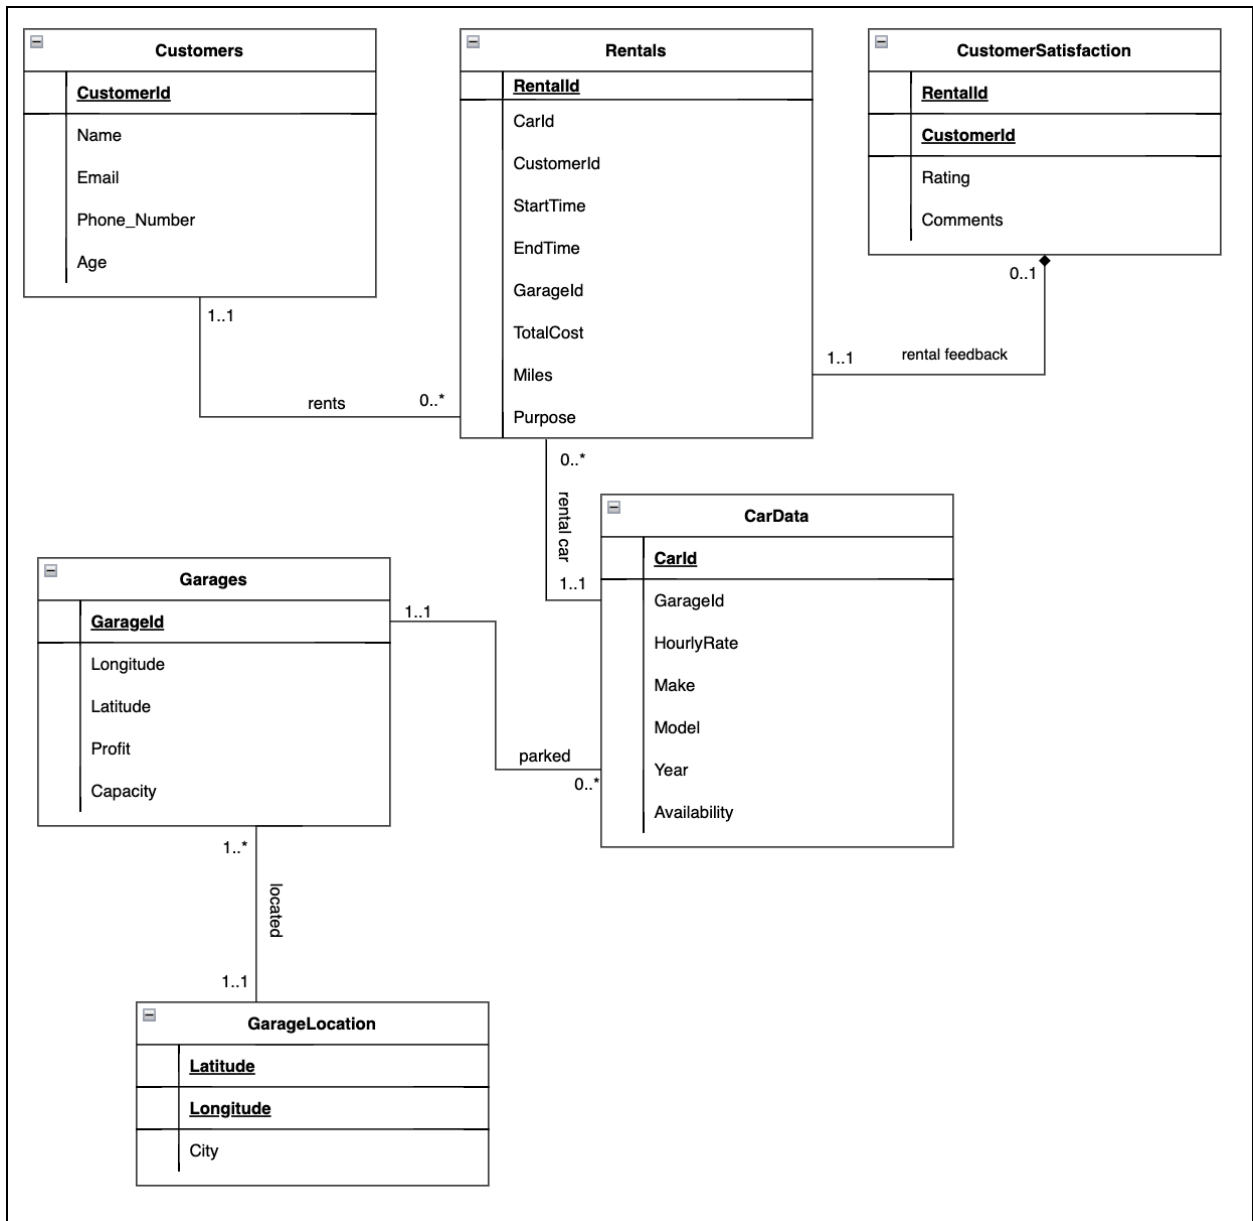 Customers
CustomerId
Name
Email
Phone_Number
Age
Rentals
RentalId
CarId
CustomerId
StartTime
EndTime
GarageId
TotalCost
Miles
Purpose
CustomerSatisfaction
RentalId
CustomerId
Rating
Comments
1..1
rents
0..*
1..1
rental feedback
0..1
0..*
rental car
1..1
CarData
CarId
GarageId
HourlyRate
Make
Model
Year
Availability
Garages
GarageId
Longitude
Latitude
Profit
Capacity
1..1
parked
0..*
1..*
located
1..1
GarageLocation
Latitude
Longitude
City